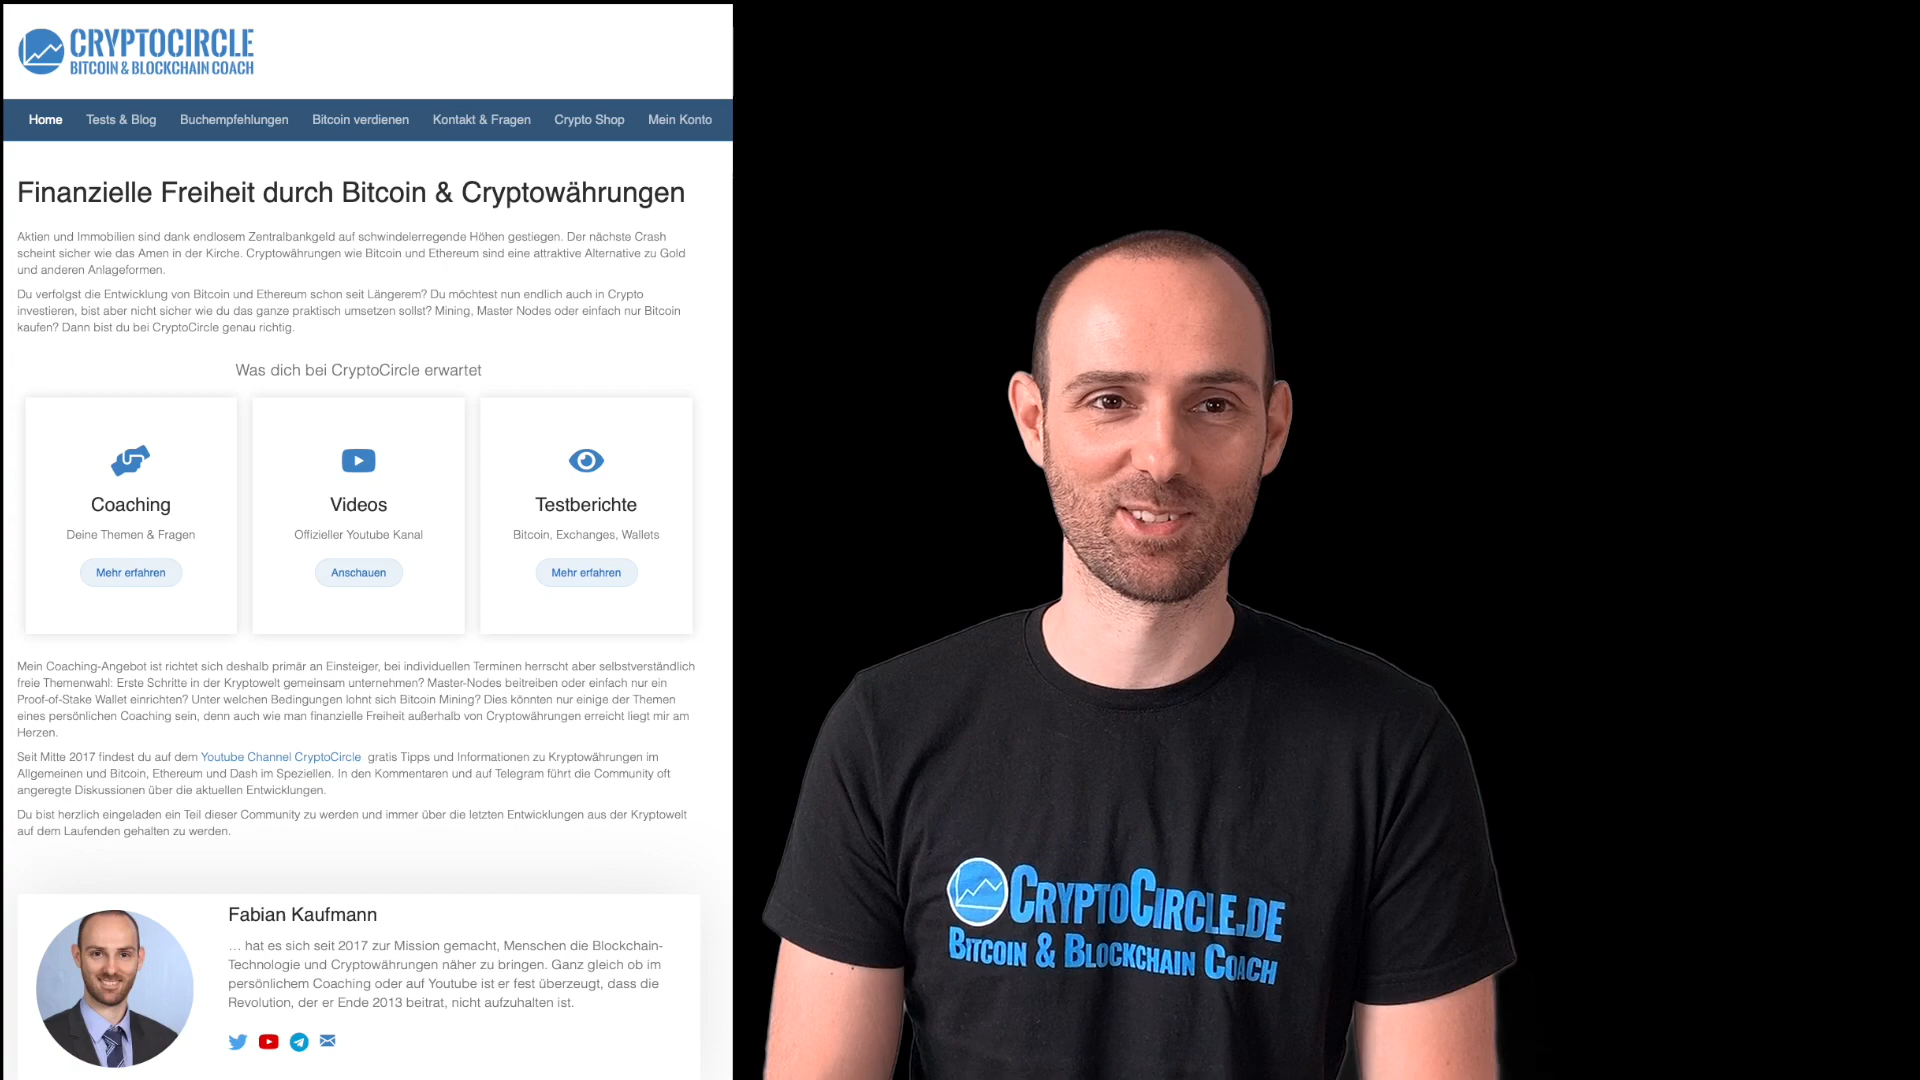 CRYPTOCIRCLE
BITCOIN & BLOCKCHAIN COACH
Home Tests & Blog Buchempfehlungen Bitcoin verdienen Kontakt & Fragen Crypto Shop Mein Konto
Finanzielle Freiheit durch Bitcoin & Cryptowährungen
Aktien und Immobilien sind dank endlosem Zentralbankgeld auf schwindelerregende Höhen gestiegen. Der nächste Crash
scheint sicher wie das Amen in der Kirche. Cryptowährungen wie Bitcoin und Ethereum sind eine attraktive Alternative zu Gold
und anderen Anlageformen.
Du verfolgst die Entwicklung von Bitcoin und Ethereum schon seit Längerem? Du möchtest nun endlich auch in Crypto
investieren, bist aber nicht sicher wie du das ganze praktisch umsetzen sollst? Mining, Master Nodes oder einfach nur Bitcoin
kaufen? Dann bist du bei CryptoCircle genau richtig.
Was dich bei CryptoCircle erwartet
Coaching
Deine Themen & Fragen
Mehr erfahren
Videos
Offizieller Youtube Kanal
Anschauen
Testberichte
Bitcoin, Exchanges, Wallets
Mehr erfahren
Mein Coaching-Angebot ist richtet sich deshalb primär an Einsteiger, bei individuellen Terminen herrscht aber selbstverständlich
freie Themenwahl: Erste Schritte in der Kryptowelt gemeinsam unternehmen? Master-Nodes beitreiben oder einfach nur ein
Proof-of-Stake Wallet einrichten? Unter welchen Bedingungen lohnt sich Bitcoin Mining? Dies könnten nur einige der Themen
eines persönlichen Coaching sein, denn auch wie man finanzielle Freiheit außerhalb von Cryptowährungen erreicht liegt mir am
Herzen.
Seit Mitte 2017 findest du auf dem Youtube Channel CryptoCircle gratis Tipps und Informationen zu Kryptowährungen im
Allgemeinen und Bitcoin, Ethereum und Dash im Speziellen. In den Kommentaren und auf Telegram führt die Community oft
angeregte Diskussionen über die aktuellen Entwicklungen.
Du bist herzlich eingeladen ein Teil dieser Community zu werden und immer über die letzten Entwicklungen aus der Kryptowelt
auf dem Laufenden gehalten zu werden.
Fabian Kaufmann
… hat es sich seit 2017 zur Mission gemacht, Menschen die Blockchain-
Technologie und Cryptowährungen näher zu bringen. Ganz gleich ob im
persönlichem Coaching oder auf Youtube ist er fest überzeugt, dass die
Revolution, der er Ende 2013 beitrat, nicht aufzuhalten ist.
CRYPTOCIRCLE.DE
BITCOIN & BLOCKCHAIN COACH